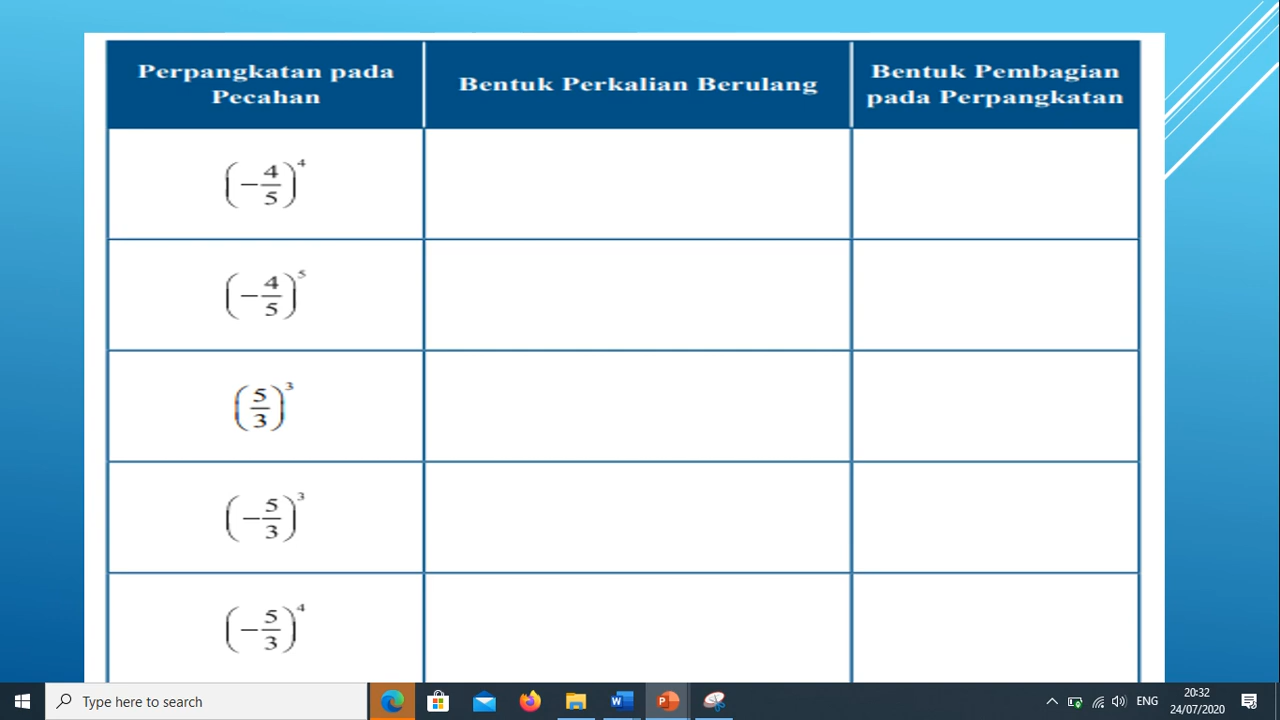 Perpangkatan pada
Pecahan
Bentuk Perkalian Berulang
Bentuk Pembagian
pada Perpangkatan
(−4/5)⁴
(−4/5)⁵
(5/3)³
(−5/3)³
(−5/3)⁴
Type here to search
ENG
20:32
24/07/2020